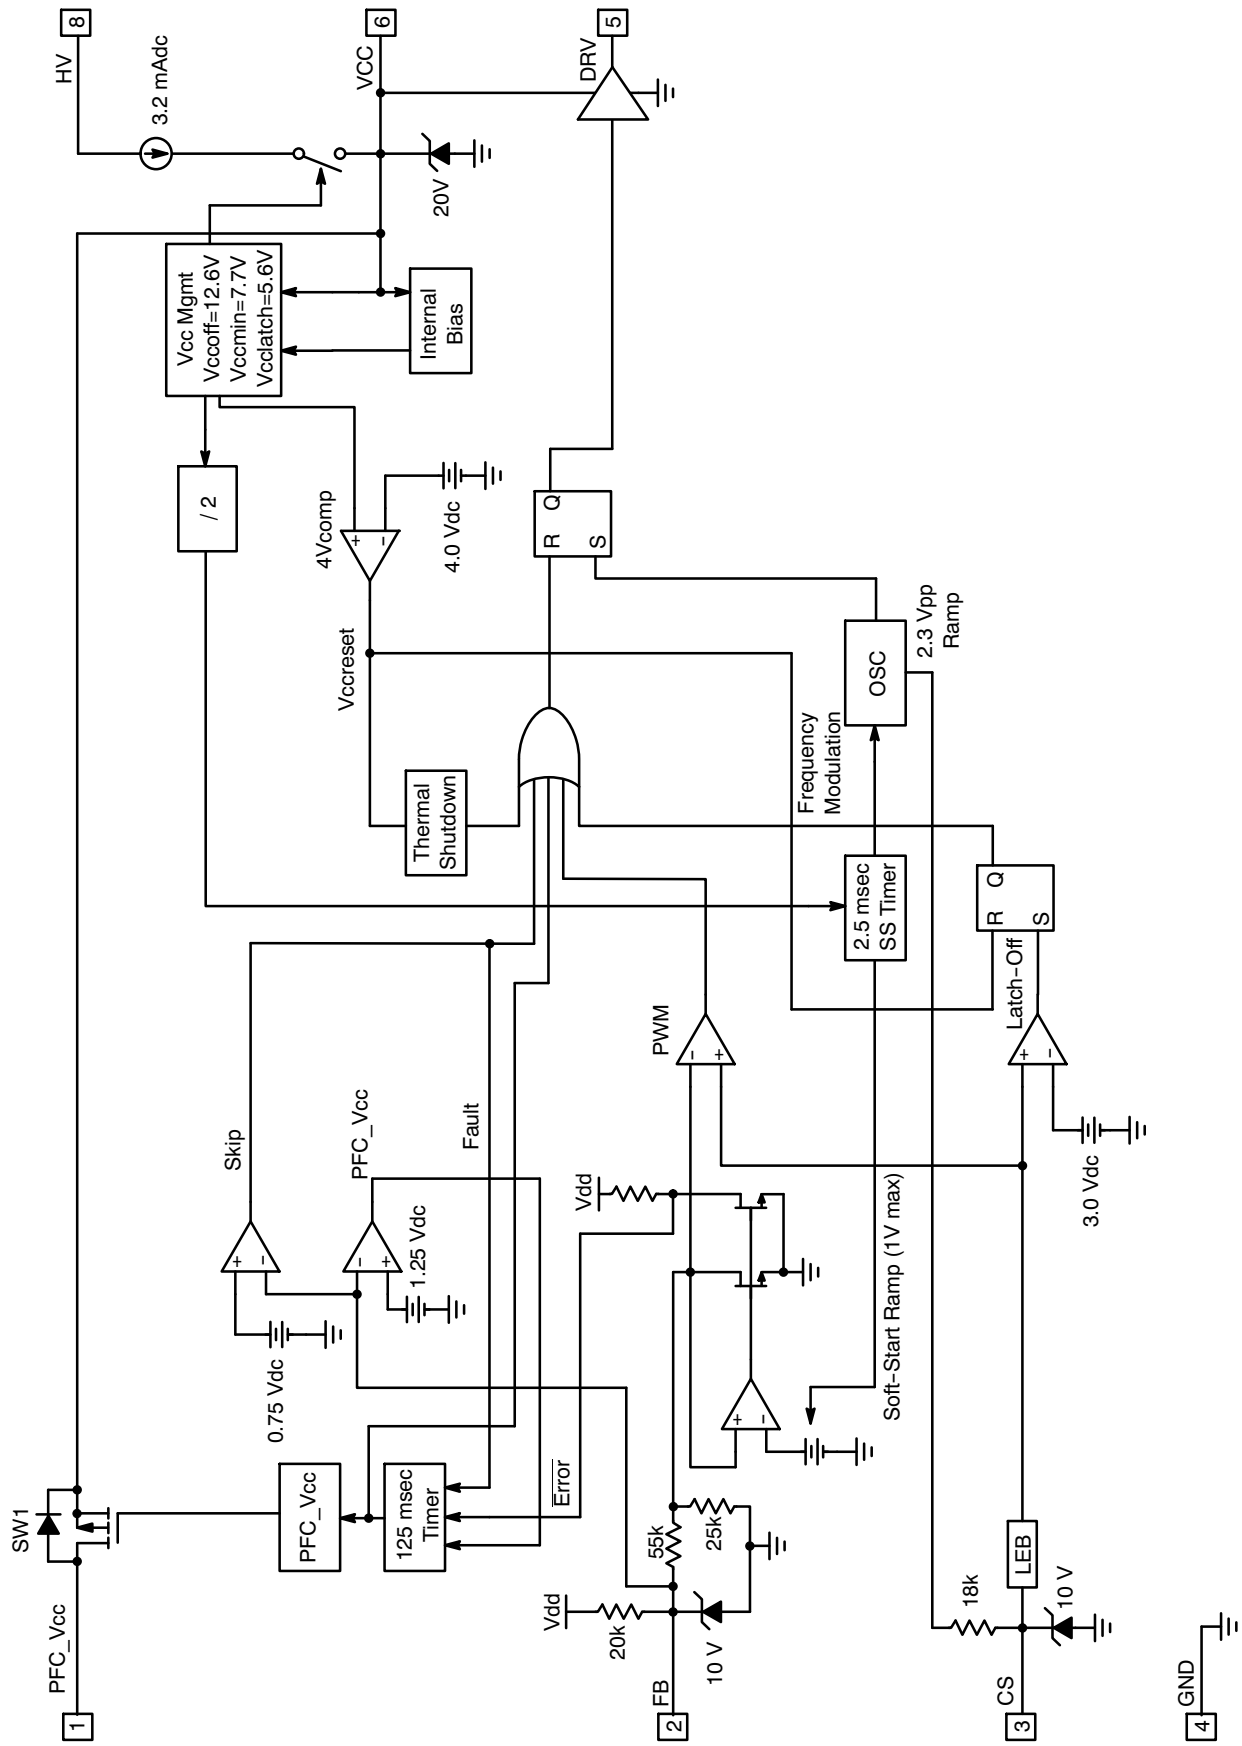 SW1
PFC_Vcc
1
HV
8
3.2 mAdc
Vcc Mgmt
Vccoff=12.6V
Vccmin=7.7V
Vcclatch=5.6V
VCC
6
20V
Internal
Bias
/ 2
4Vcomp
+
−
4.0 Vdc
Vccreset
Skip
+
−
0.75 Vdc
PFC_Vcc
−
+
1.25 Vdc
PFC_Vcc
125 msec
Timer
Fault
Error
Thermal
Shutdown
R
Q
S
DRV
5
Vdd
20k
FB
2
10 V
55k
25k
Vdd
PWM
−
+
+
−
Soft−Start Ramp (1V max)
2.5 msec
SS Timer
Frequency
Modulation
OSC
2.3 Vpp
Ramp
18k
CS
3
LEB
10 V
Latch−Off
+
−
3.0 Vdc
R
Q
S
GND
4